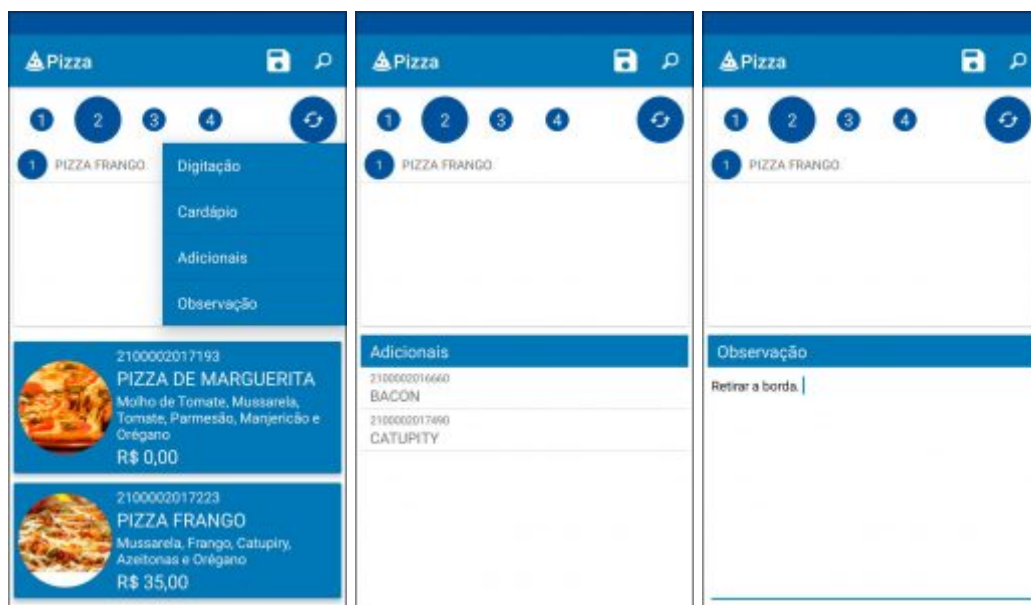 Pizza
1 2 3 4
1 PIZZA FRANGO
Digitação
Cardápio
Adicionais
Observação
2100002017193
PIZZA DE MARGUERITA
Molho de Tomate, Mussarela,
Tomate, Parmesão, Manjericão e
Orégano
R$ 0,00
2100002017223
PIZZA FRANGO
Mussarela, Frango, Catupiry,
Azeitonas e Orégano
R$ 35,00
Pizza
1 2 3 4
1 PIZZA FRANGO
Adicionais
2100002016660
BACON
2100002017490
CATUPITY
Pizza
1 2 3 4
1 PIZZA FRANGO
Observação
Retirar a borda.